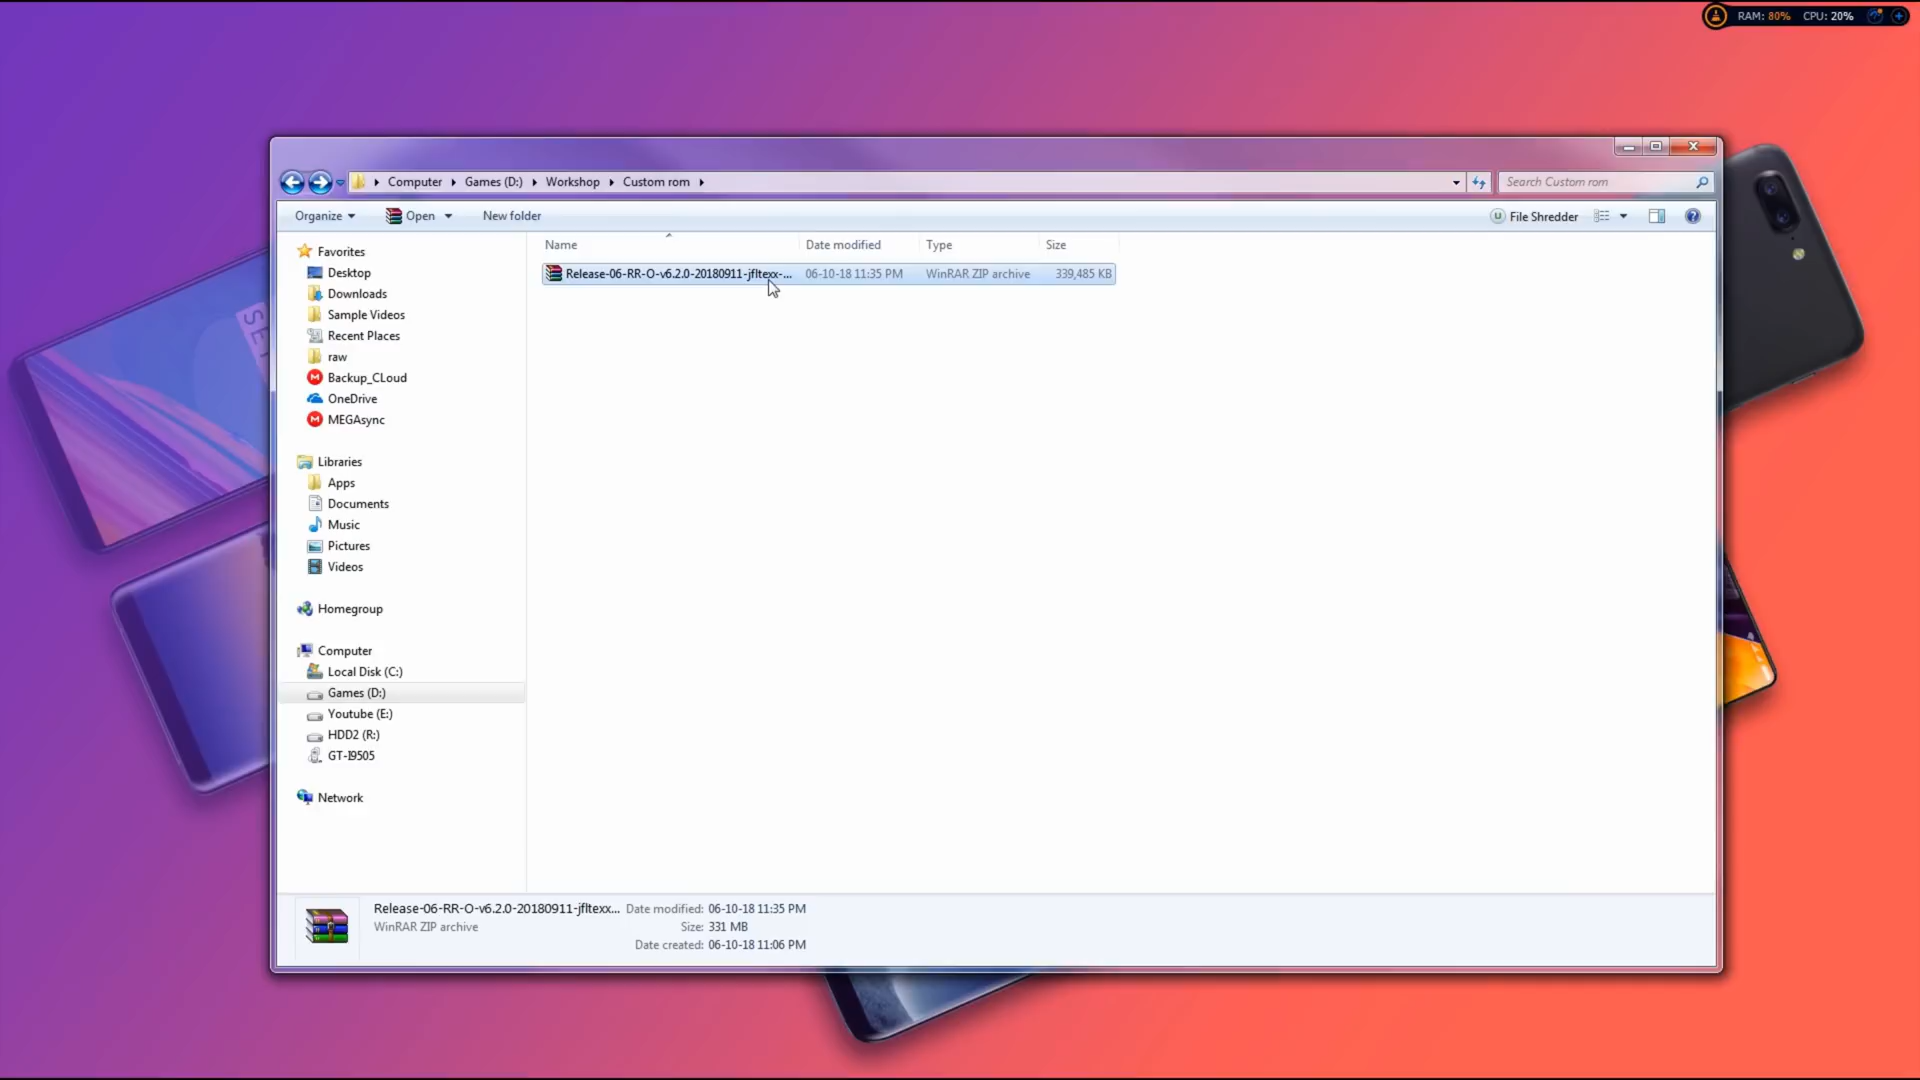 RAM: 80% CPU: 20%
Computer Games (D:) Workshop Custom rom
Search Custom rom
Organize Open New folder
File Shredder
Name Date modified Type Size
Release-06-RR-O-v6.2.0-20180911-jfltexx-... 06-10-18 11:35 PM WinRAR ZIP archive 339,485 KB
Favorites
Desktop
Downloads
Sample Videos
Recent Places
raw
Backup_CLoud
OneDrive
MEGAsync
Libraries
Apps
Documents
Music
Pictures
Videos
Homegroup
Computer
Local Disk (C:)
Games (D:)
Youtube (E:)
HDD2 (R:)
GT-I9505
Network
Release-06-RR-O-v6.2.0-20180911-jfltexx... Date modified: 06-10-18 11:35 PM
WinRAR ZIP archive Size: 331 MB
Date created: 06-10-18 11:06 PM